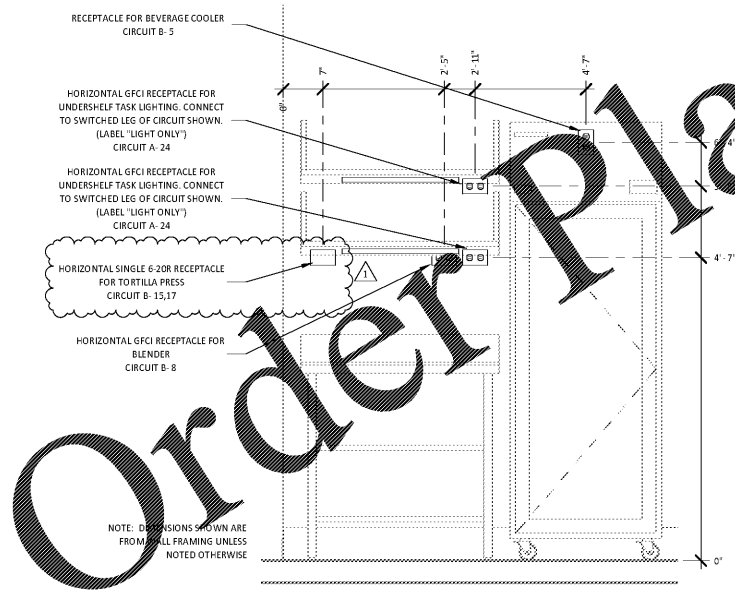 RECEPTACLE FOR BEVERAGE COOLER
CIRCUIT B- 5
HORIZONTAL GFCI RECEPTACLE FOR
UNDERSHELF TASK LIGHTING. CONNECT
TO SWITCHED LEG OF CIRCUIT SHOWN.
(LABEL "LIGHT ONLY")
CIRCUIT A- 24
HORIZONTAL GFCI RECEPTACLE FOR
UNDERSHELF TASK LIGHTING. CONNECT
TO SWITCHED LEG OF CIRCUIT SHOWN.
(LABEL "LIGHT ONLY")
CIRCUIT A- 24
HORIZONTAL SINGLE 6-20R RECEPTACLE
FOR TORTILLA PRESS
CIRCUIT B- 15,17
1
HORIZONTAL GFCI RECEPTACLE FOR
BLENDER
CIRCUIT B- 8
NOTE: DIMENSIONS SHOWN ARE
FROM WALL FRAMING UNLESS
NOTED OTHERWISE
0"
7"
2'-5"
2'-11"
4'-7"
4'-7"
0"
Order Pla